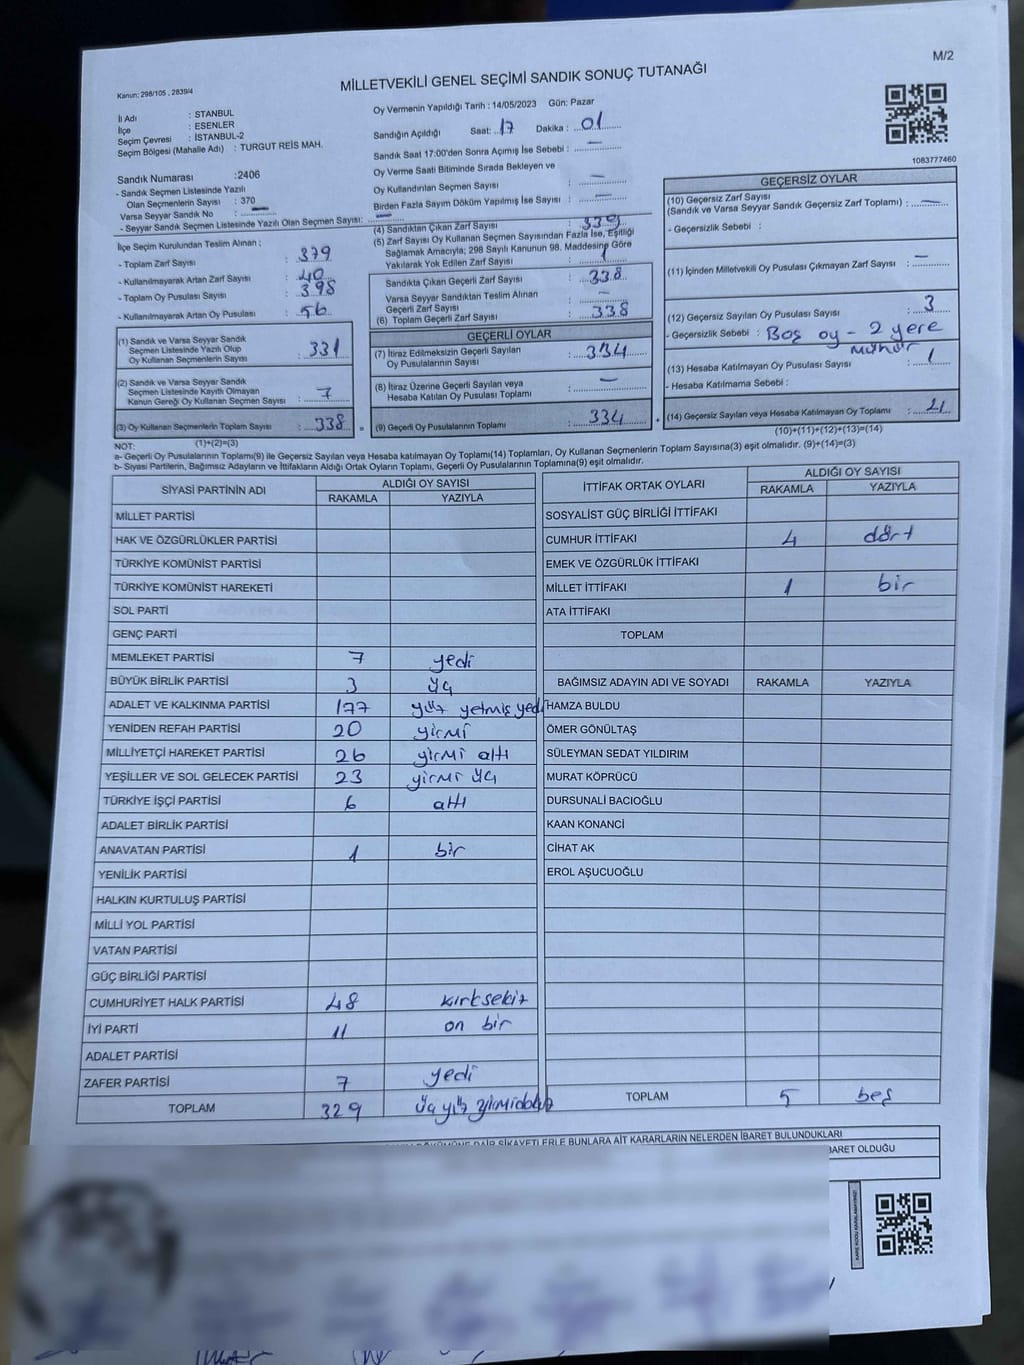 M/2
MİLLETVEKİLİ GENEL SEÇİMİ SANDIK SONUÇ TUTANAĞI
Kanun: 298/105 , 2839/4
İl Adı : STANBUL
İlçe : ESENLER
Seçim Çevresi : İSTANBUL-2
Seçim Bölgesi (Mahalle Adı) : TURGUT REİS MAH.
Oy Vermenin Yapıldığı Tarih : 14/05/2023 Gün: Pazar
Sandığın Açıldığı Saat: 17 Dakika : 01
Sandık Saat 17:00'den Sonra Açımış İse Sebebi : —
Oy Verme Saati Bitiminde Sırada Bekleyen ve
Oy Kullandırılan Seçmen Sayısı : —
Birden Fazla Sayım Döküm Yapılmış İse Sayısı : —
1083777460
Sandık Numarası :2406
- Sandık Seçmen Listesinde Yazılı
Olan Seçmenlerin Sayısı : 370
Varsa Seyyar Sandık No : —
- Seyyar Sandık Seçmen Listesinde Yazılı Olan Seçmen Sayısı: —
İlçe Seçim Kurulundan Teslim Alınan ;
- Toplam Zarf Sayısı : 379
- Kullanılmayarak Artan Zarf Sayısı : 40
- Toplam Oy Pusulası Sayısı : 398
- Kullanılmayarak Artan Oy Pusulası : 56
(1) Sandık ve Varsa Seyyar Sandık
Seçmen Listesinde Yazılı Olup
Oy Kullanan Seçmenlerin Sayısı : 331
(2) Sandık ve Varsa Seyyar Sandık
Seçmen Listesinde Kayıtlı Olmayan
Kanun Gereği Oy Kullanan Seçmen Sayısı : 7
(3) Oy Kullanan Seçmenlerin Toplam Sayısı : 338 =
(1)+(2)=(3)
(4) Sandıktan Çıkan Zarf Sayısı : 339
(5) Zarf Sayısı Oy Kullanan Seçmen Sayısından Fazla İse, Eşitliği
Sağlamak Amacıyla; 298 Sayılı Kanunun 98. Maddesine Göre
Yakılarak Yok Edilen Zarf Sayısı : 1
Sandıkta Çıkan Geçerli Zarf Sayısı : 338
Varsa Seyyar Sandıktan Teslim Alınan
Geçerli Zarf Sayısı : —
(6) Toplam Geçerli Zarf Sayısı : 338
GEÇERLİ OYLAR
(7) İtiraz Edilmeksizin Geçerli Sayılan
Oy Pusulalarının Sayısı : 334
(8) İtiraz Üzerine Geçerli Sayılan veya
Hesaba Katılan Oy Pusulası Toplamı : —
(9) Geçerli Oy Pusulalarının Toplamı : 334 +
GEÇERSİZ OYLAR
(10) Geçersiz Zarf Sayısı
(Sandık ve Varsa Seyyar Sandık Geçersiz Zarf Toplamı) : —
- Geçersizlik Sebebi :
(11) İçinden Milletvekili Oy Pusulası Çıkmayan Zarf Sayısı : —
(12) Geçersiz Sayılan Oy Pusulası Sayısı : 3
- Geçersizlik Sebebi : Boş oy - 2 yere
mühür
(13) Hesaba Katılmayan Oy Pusulası Sayısı : 1
- Hesaba Katılmama Sebebi :
(14) Geçersiz Sayılan veya Hesaba Katılmayan Oy Toplamı : 4
(10)+(11)+(12)+(13)=(14)
NOT:
a- Geçerli Oy Pusulası Toplamı(9) ile Geçersiz Sayılan veya Hesaba katılmayan Oy Toplamı(14) Toplamları, Oy Kullanan Seçmenlerin Toplam Sayısına(3) eşit olmalıdır. (9)+(14)=(3)
b- Siyasi Partilerin, Bağımsız Adayların ve İttifakların Aldığı Ortak Oyların Toplamı, Geçerli Oy Pusulalarının Toplamına(9) eşit olmalıdır.
SİYASİ PARTİNİN ADI ALDIĞI OY SAYISI
RAKAMLA YAZIYLA
MİLLET PARTİSİ
HAK VE ÖZGÜRLÜKLER PARTİSİ
TÜRKİYE KOMÜNİST PARTİSİ
TÜRKİYE KOMÜNİST HAREKETİ
SOL PARTİ
GENÇ PARTİ
MEMLEKET PARTİSİ 7 yedi
BÜYÜK BİRLİK PARTİSİ 3 üç
ADALET VE KALKINMA PARTİSİ 177 yüz yetmiş yedi
YENİDEN REFAH PARTİSİ 20 yirmi
MİLLİYETÇİ HAREKET PARTİSİ 26 yirmi altı
YEŞİLLER VE SOL GELECEK PARTİSİ 23 yirmi üç
TÜRKİYE İŞÇİ PARTİSİ 6 altı
ADALET BİRLİK PARTİSİ
ANAVATAN PARTİSİ 1 bir
YENİLİK PARTİSİ
HALKIN KURTULUŞ PARTİSİ
MİLLİ YOL PARTİSİ
VATAN PARTİSİ
GÜÇ BİRLİĞİ PARTİSİ
CUMHURİYET HALK PARTİSİ 48 kırksekiz
İYİ PARTİ 11 on bir
ADALET PARTİSİ
ZAFER PARTİSİ 7 yedi
TOPLAM 329 üç yüz yirmidokuz
İTTİFAK ORTAK OYLARI ALDIĞI OY SAYISI
RAKAMLA YAZIYLA
SOSYALİST GÜÇ BİRLİĞİ İTTİFAKI
CUMHUR İTTİFAKI 4 dört
EMEK VE ÖZGÜRLÜK İTTİFAKI
MİLLET İTTİFAKI 1 bir
ATA İTTİFAKI
TOPLAM
BAĞIMSIZ ADAYIN ADI VE SOYADI RAKAMLA YAZIYLA
HAMZA BULDU
ÖMER GÖNÜLTAŞ
SÜLEYMAN SEDAT YILDIRIM
MURAT KÖPRÜCÜ
DURSUNALİ BACIOĞLU
KAAN KONANCİ
CİHAT AK
EROL AŞUCUOĞLU
TOPLAM 5 beş
DÖKÜMÜNE DAİR ŞİKAYETLERLE BUNLARA AİT KARARLARIN NELERDEN İBARET BULUNDUKLARI
BARET OLDUĞU